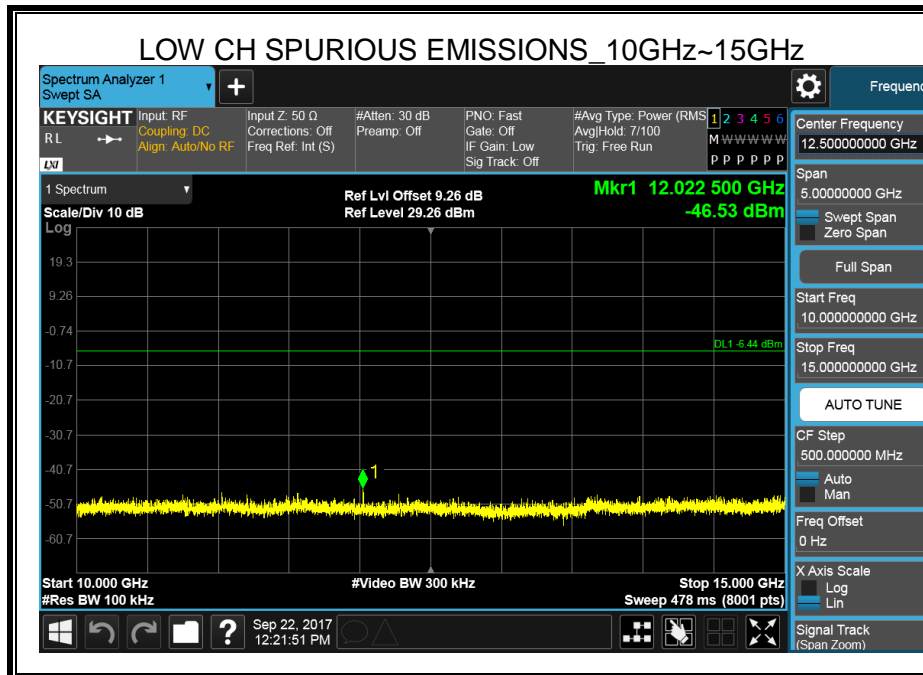 LOW CH SPURIOUS EMISSIONS_10GHz~15GHz
Spectrum Analyzer 1
Swept SA
+
Frequenc
KEYSIGHT
RL
LXI
Input: RF
Coupling: DC
Align: Auto/No RF
Input Z: 50 Ω
Corrections: Off
Freq Ref: Int (S)
#Atten: 30 dB
Preamp: Off
PNO: Fast
Gate: Off
IF Gain: Low
Sig Track: Off
#Avg Type: Power (RMS
Avg|Hold: 7/100
Trig: Free Run
1 2 3 4 5 6
M W W W W W
P P P P P P
1 Spectrum
Scale/Div 10 dB
Log
Ref Lvl Offset 9.26 dB
Ref Level 29.26 dBm
Mkr1 12.022 500 GHz
-46.53 dBm
19.3
9.26
-0.74
DL1 -6.44 dBm
-10.7
-20.7
-30.7
-40.7
1
-50.7
-60.7
Start 10.000 GHz
#Res BW 100 kHz
#Video BW 300 kHz
Stop 15.000 GHz
Sweep 478 ms (8001 pts)
Center Frequency
12.500000000 GHz
Span
5.00000000 GHz
Swept Span
Zero Span
Full Span
Start Freq
10.000000000 GHz
Stop Freq
15.000000000 GHz
AUTO TUNE
CF Step
500.000000 MHz
Auto
Man
Freq Offset
0 Hz
X Axis Scale
Log
Lin
Signal Track
(Span Zoom)
?
Sep 22, 2017
12:21:51 PM